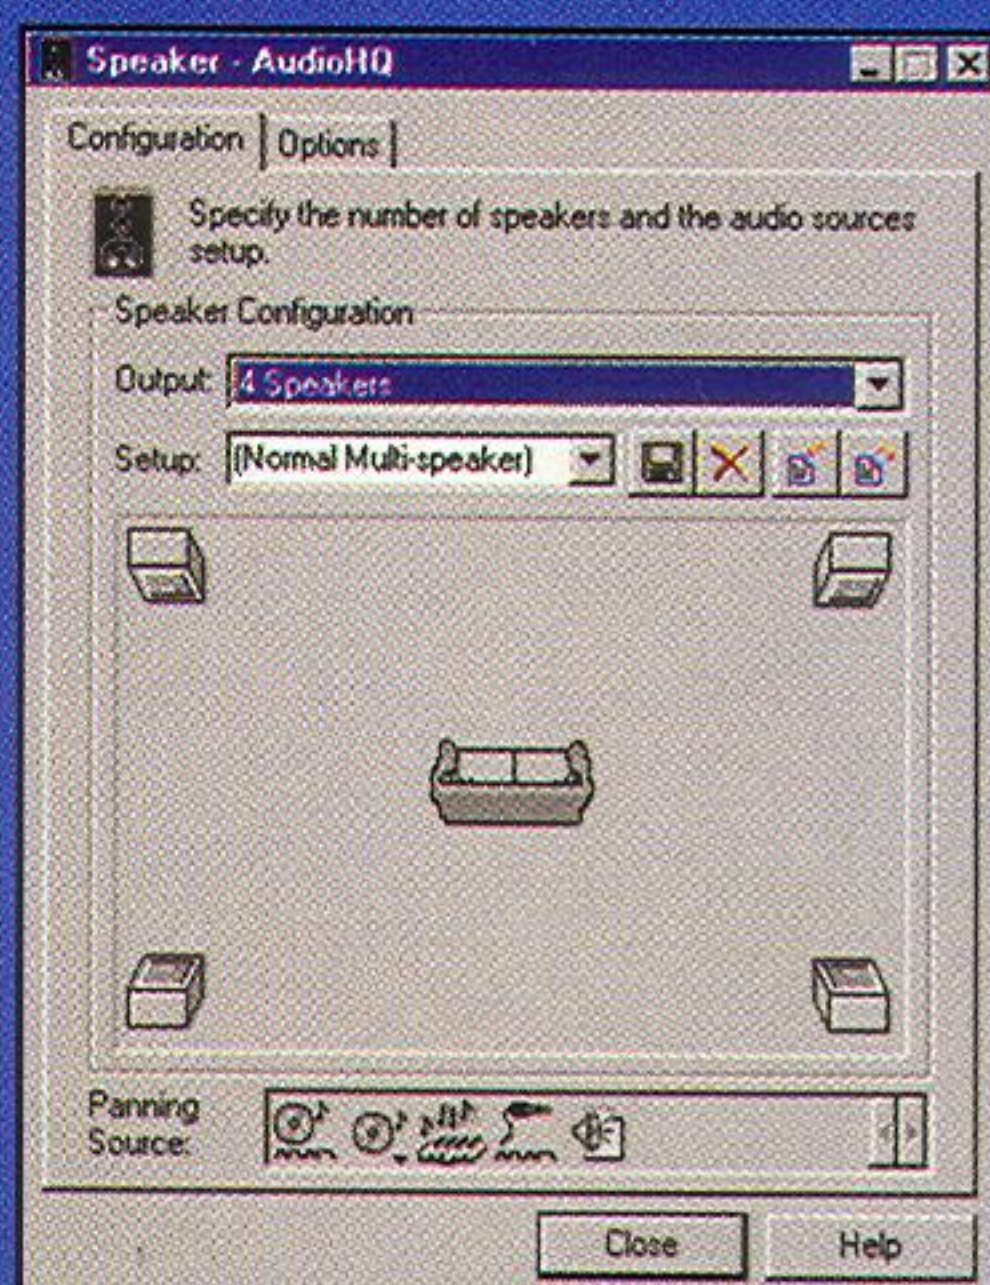 Speaker - AudioHQ
Configuration
Options
Specify the number of speakers and the audio sources
setup.
Speaker Configuration
Output:
4 Speakers
Setup:
(Normal Multi-speaker)
Panning
Source:
Close
Help